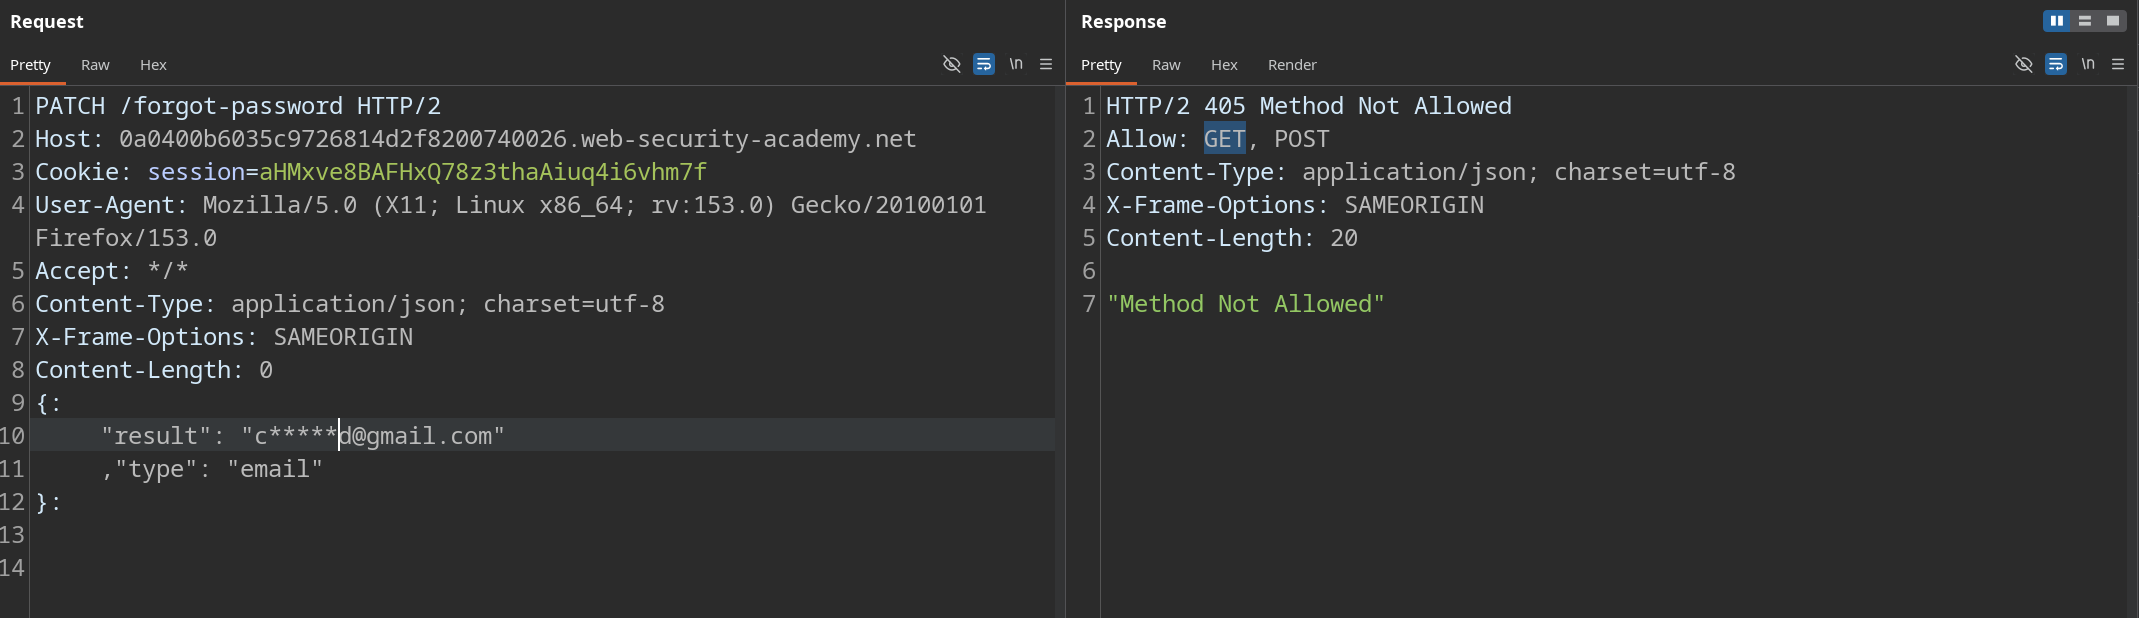 Request
Pretty Raw Hex
\n
1 PATCH /forgot-password HTTP/2
2 Host: 0a0400b6035c9726814d2f8200740026.web-security-academy.net
3 Cookie: session=aHMxve8BAFHxQ78z3thaAiuq4i6vhm7f
4 User-Agent: Mozilla/5.0 (X11; Linux x86_64; rv:153.0) Gecko/20100101
Firefox/153.0
5 Accept: */*
6 Content-Type: application/json; charset=utf-8
7 X-Frame-Options: SAMEORIGIN
8 Content-Length: 0
9 {:
10 "result": "c*****d@gmail.com"
11 ,"type": "email"
12 }:
13
14
Response
Pretty Raw Hex Render
\n
1 HTTP/2 405 Method Not Allowed
2 Allow: GET, POST
3 Content-Type: application/json; charset=utf-8
4 X-Frame-Options: SAMEORIGIN
5 Content-Length: 20
6
7 "Method Not Allowed"